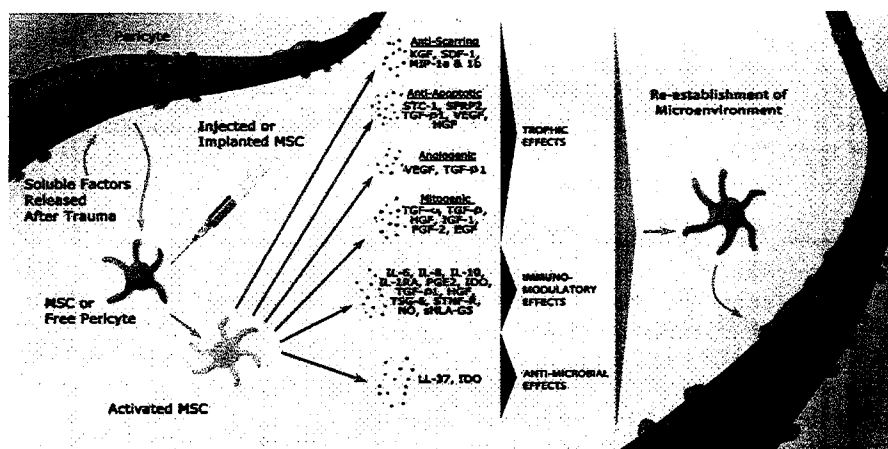 Pericyte
Injected or
Implanted MSC
Soluble Factors
Released
After Trauma
MSC or
Free Pericyte
Activated MSC
Anti-Scarring
KGF, SDF-1,
MIP-1a & 1b
Anti-Apoptotic
STC-1, SFRP2,
TGF-β1, VEGF,
HGF
Angiogenic
VEGF, TGF-β1
Mitogenic
TGF-α, TGF-β,
HGF, IGF-1,
FGF-2, EGF
IL-6, IL-8, IL-10,
IL-1RA, PGE2, IDO,
TGF-β1, HGF
TSG-6, STNF-R,
NO, sHLA-G5
LL-37, IDO
TROPHIC
EFFECTS
IMMUNO-
MODULATORY
EFFECTS
ANTI-MICROBIAL
EFFECTS
Re-establishment of
Microenvironment